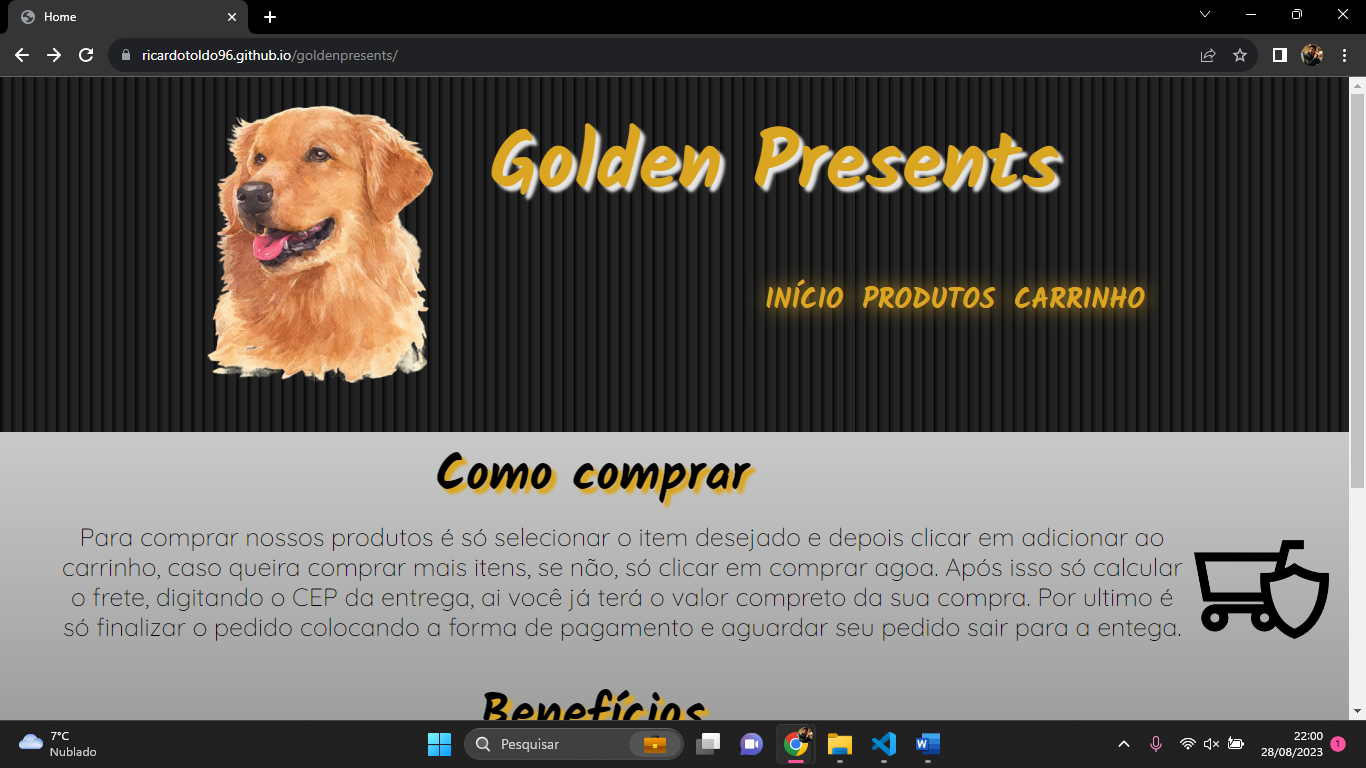 Home
ricardotoldo96.github.io/goldenpresents/
Golden Presents
INÍCIO PRODUTOS CARRINHO
Como comprar
Para comprar nossos produtos é só selecionar o item desejado e depois clicar em adicionar ao
carrinho, caso queira comprar mais itens, se não, só clicar em comprar agoa. Após isso só calcular
o frete, digitando o CEP da entrega, ai você já terá o valor compreto da sua compra. Por ultimo é
só finalizar o pedido colocando a forma de pagamento e aguardar seu pedido sair para a entega.
Benefícios
7°C
Nublado
Pesquisar
22:00
28/08/2023
1